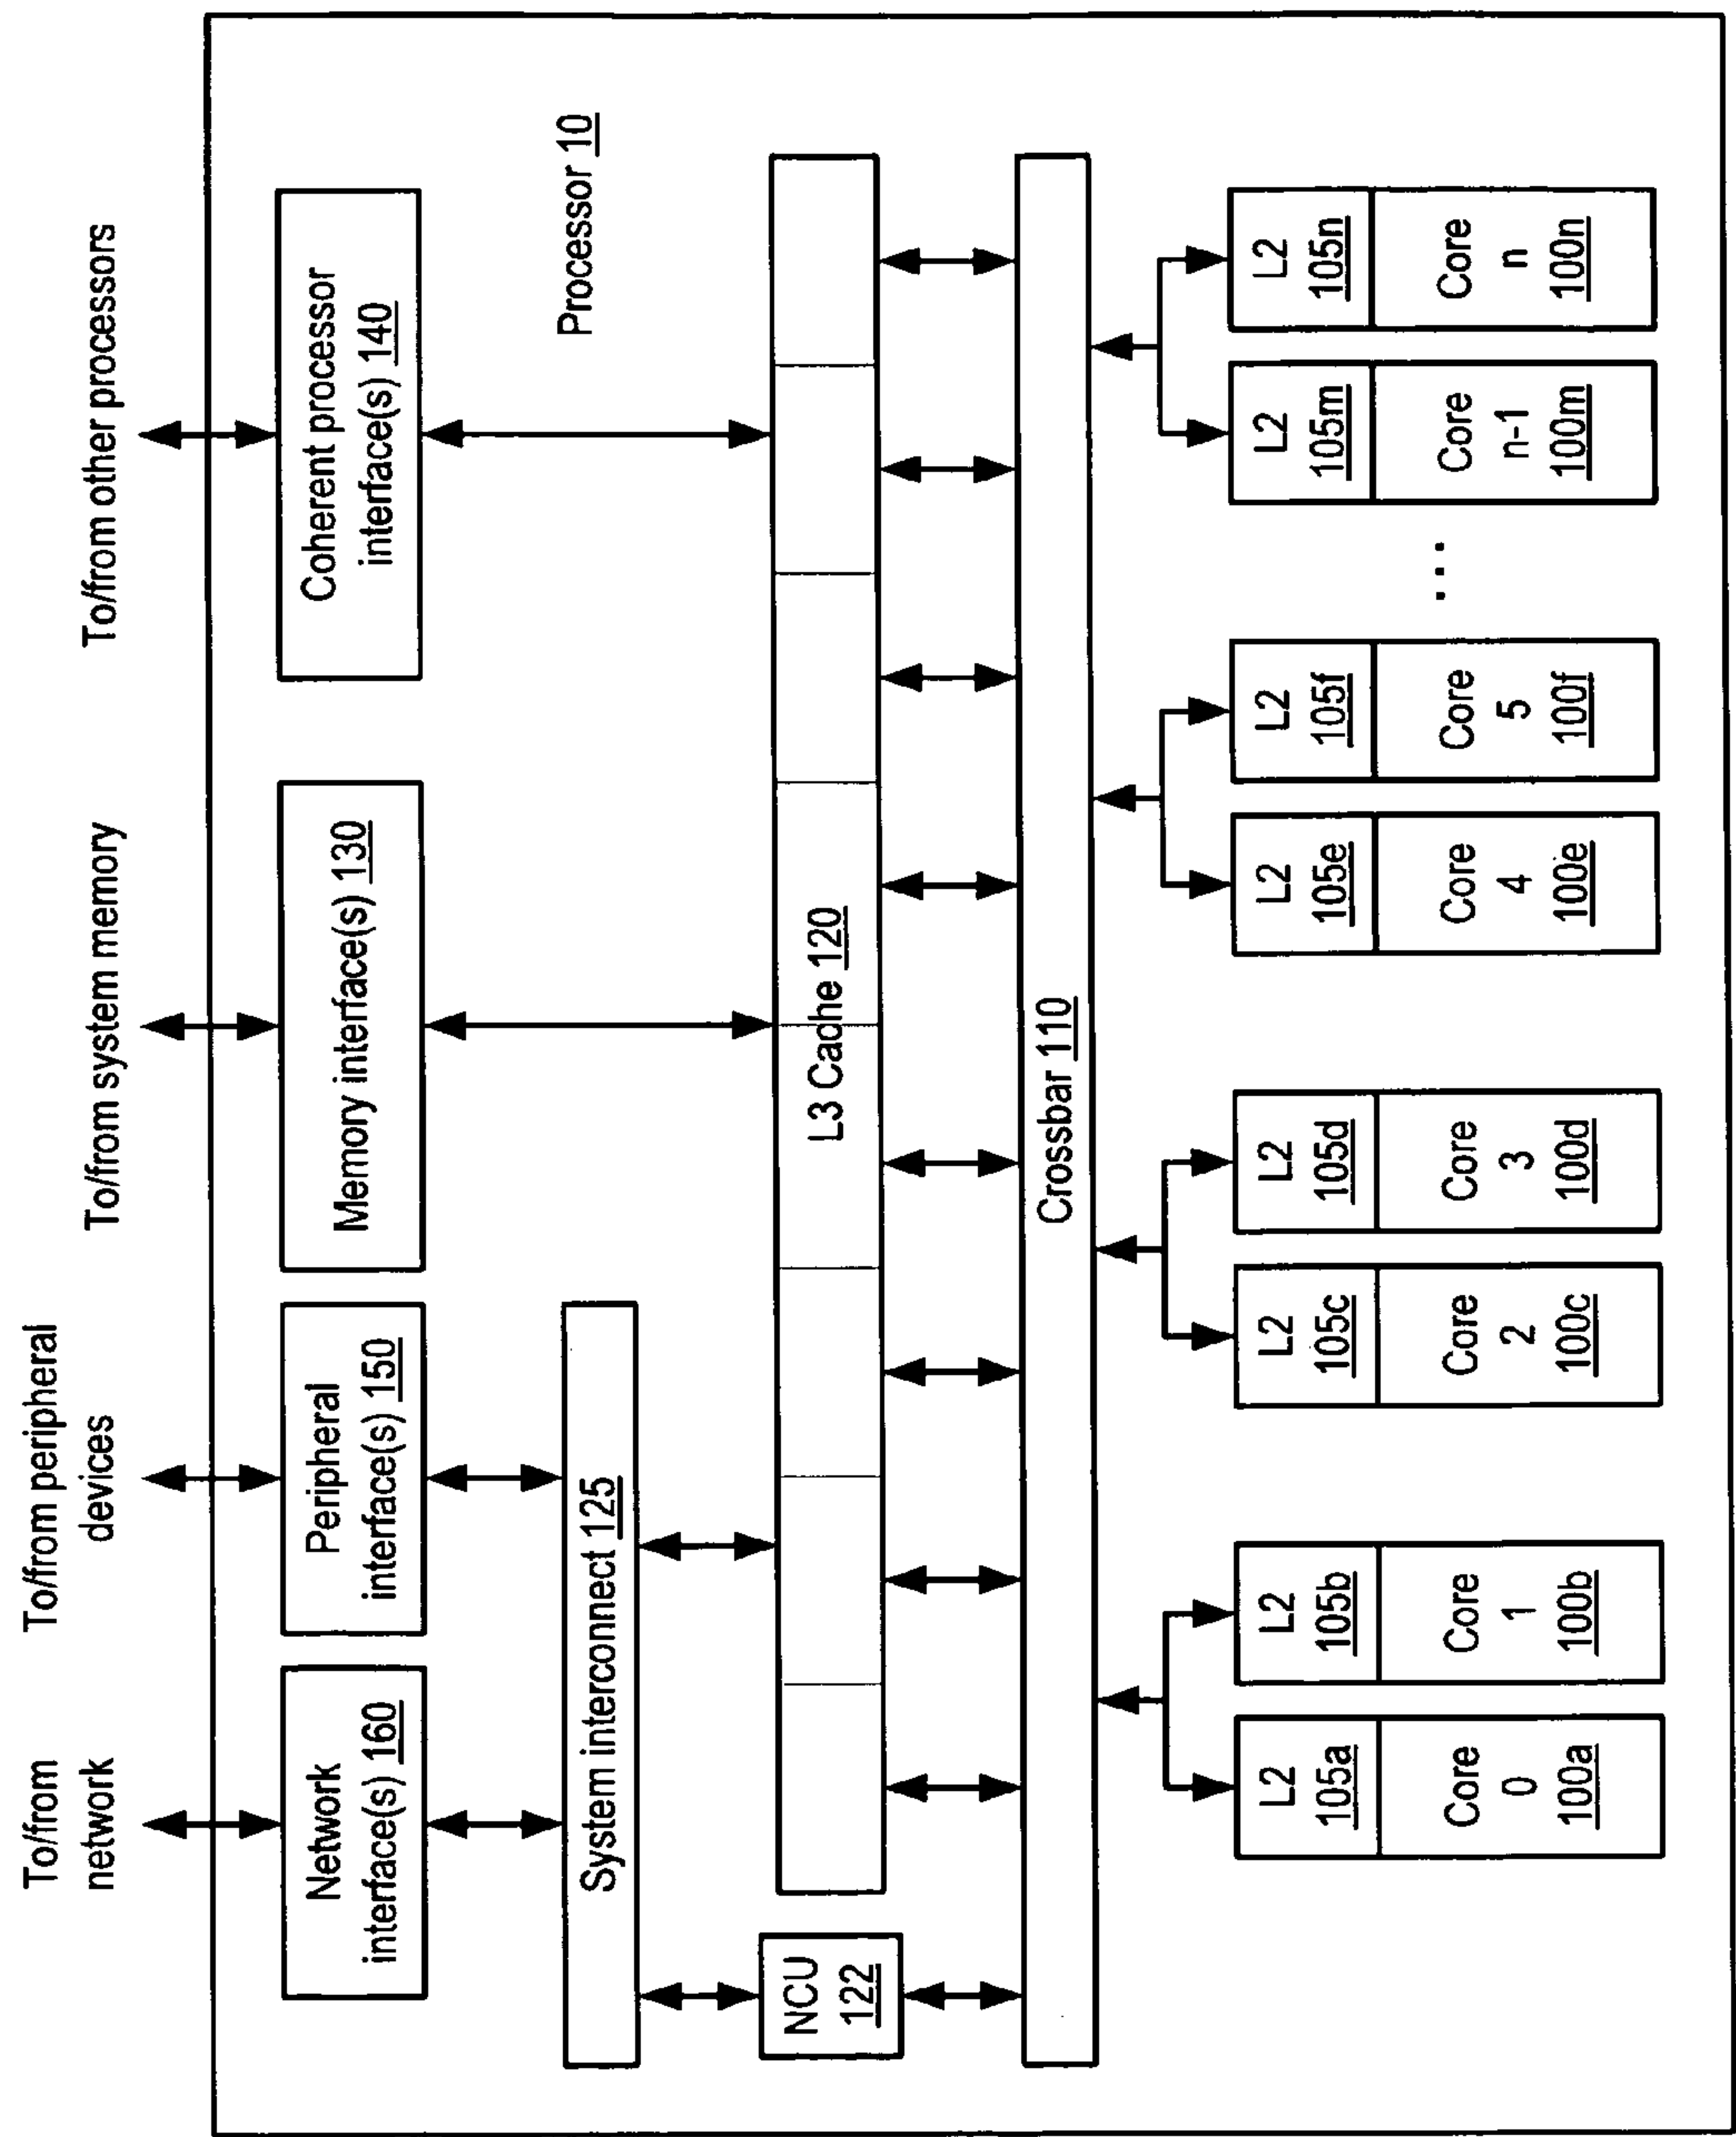 To/from
network
To/from peripheral
devices
To/from system memory
To/from other processors
Network
interface(s) 160
Peripheral
interface(s) 150
Memory interface(s) 130
Coherent processor
interface(s) 140
Processor 10
System interconnect 125
NCU
122
L3 Cache 120
Crossbar 110
L2
105a
Core
0
100a
L2
105b
Core
1
100b
L2
105c
Core
2
100c
L2
105d
Core
3
100d
L2
105e
Core
4
100e
L2
105f
Core
5
100f
...
L2
105m
Core
n-1
100m
L2
105n
Core
n
100n